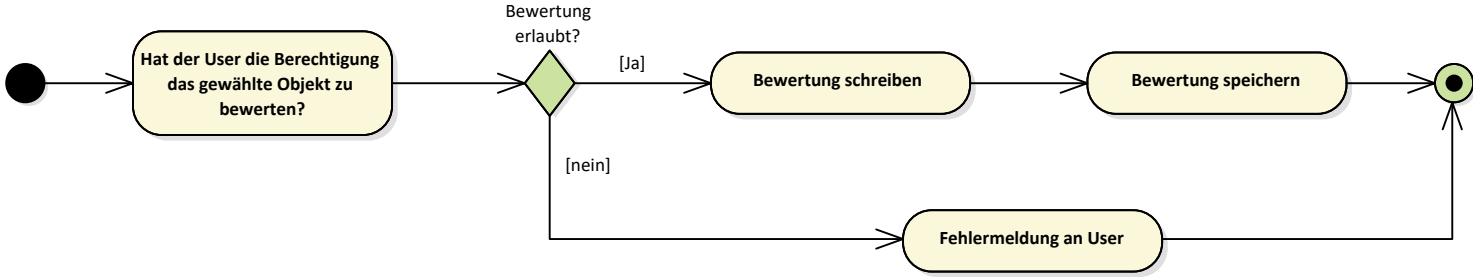 Bewertung
erlaubt?
Hat der User die Berechtigung
das gewählte Objekt zu
bewerten?
[Ja]
Bewertung schreiben
Bewertung speichern
[nein]
Fehlermeldung an User